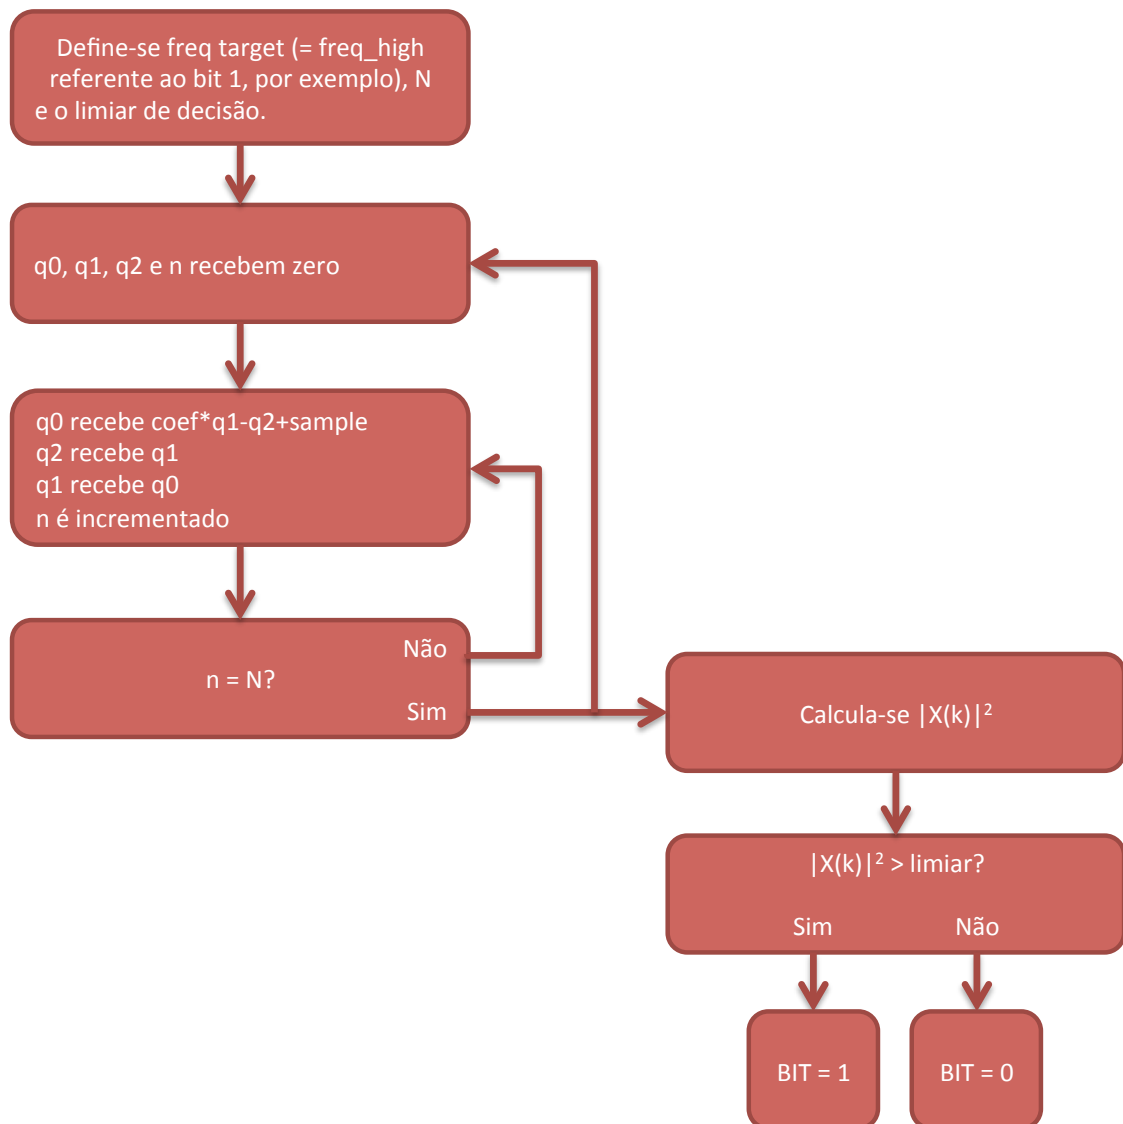 Define-se freq target (= freq_high
referente ao bit 1, por exemplo), N
e o limiar de decisão.
q0, q1, q2 e n recebem zero
q0 recebe coef*q1-q2+sample
q2 recebe q1
q1 recebe q0
n é incrementado
Não
n = N?
Sim
Calcula-se |X(k)|²
|X(k)|² > limiar?
Sim Não
BIT = 1 BIT = 0